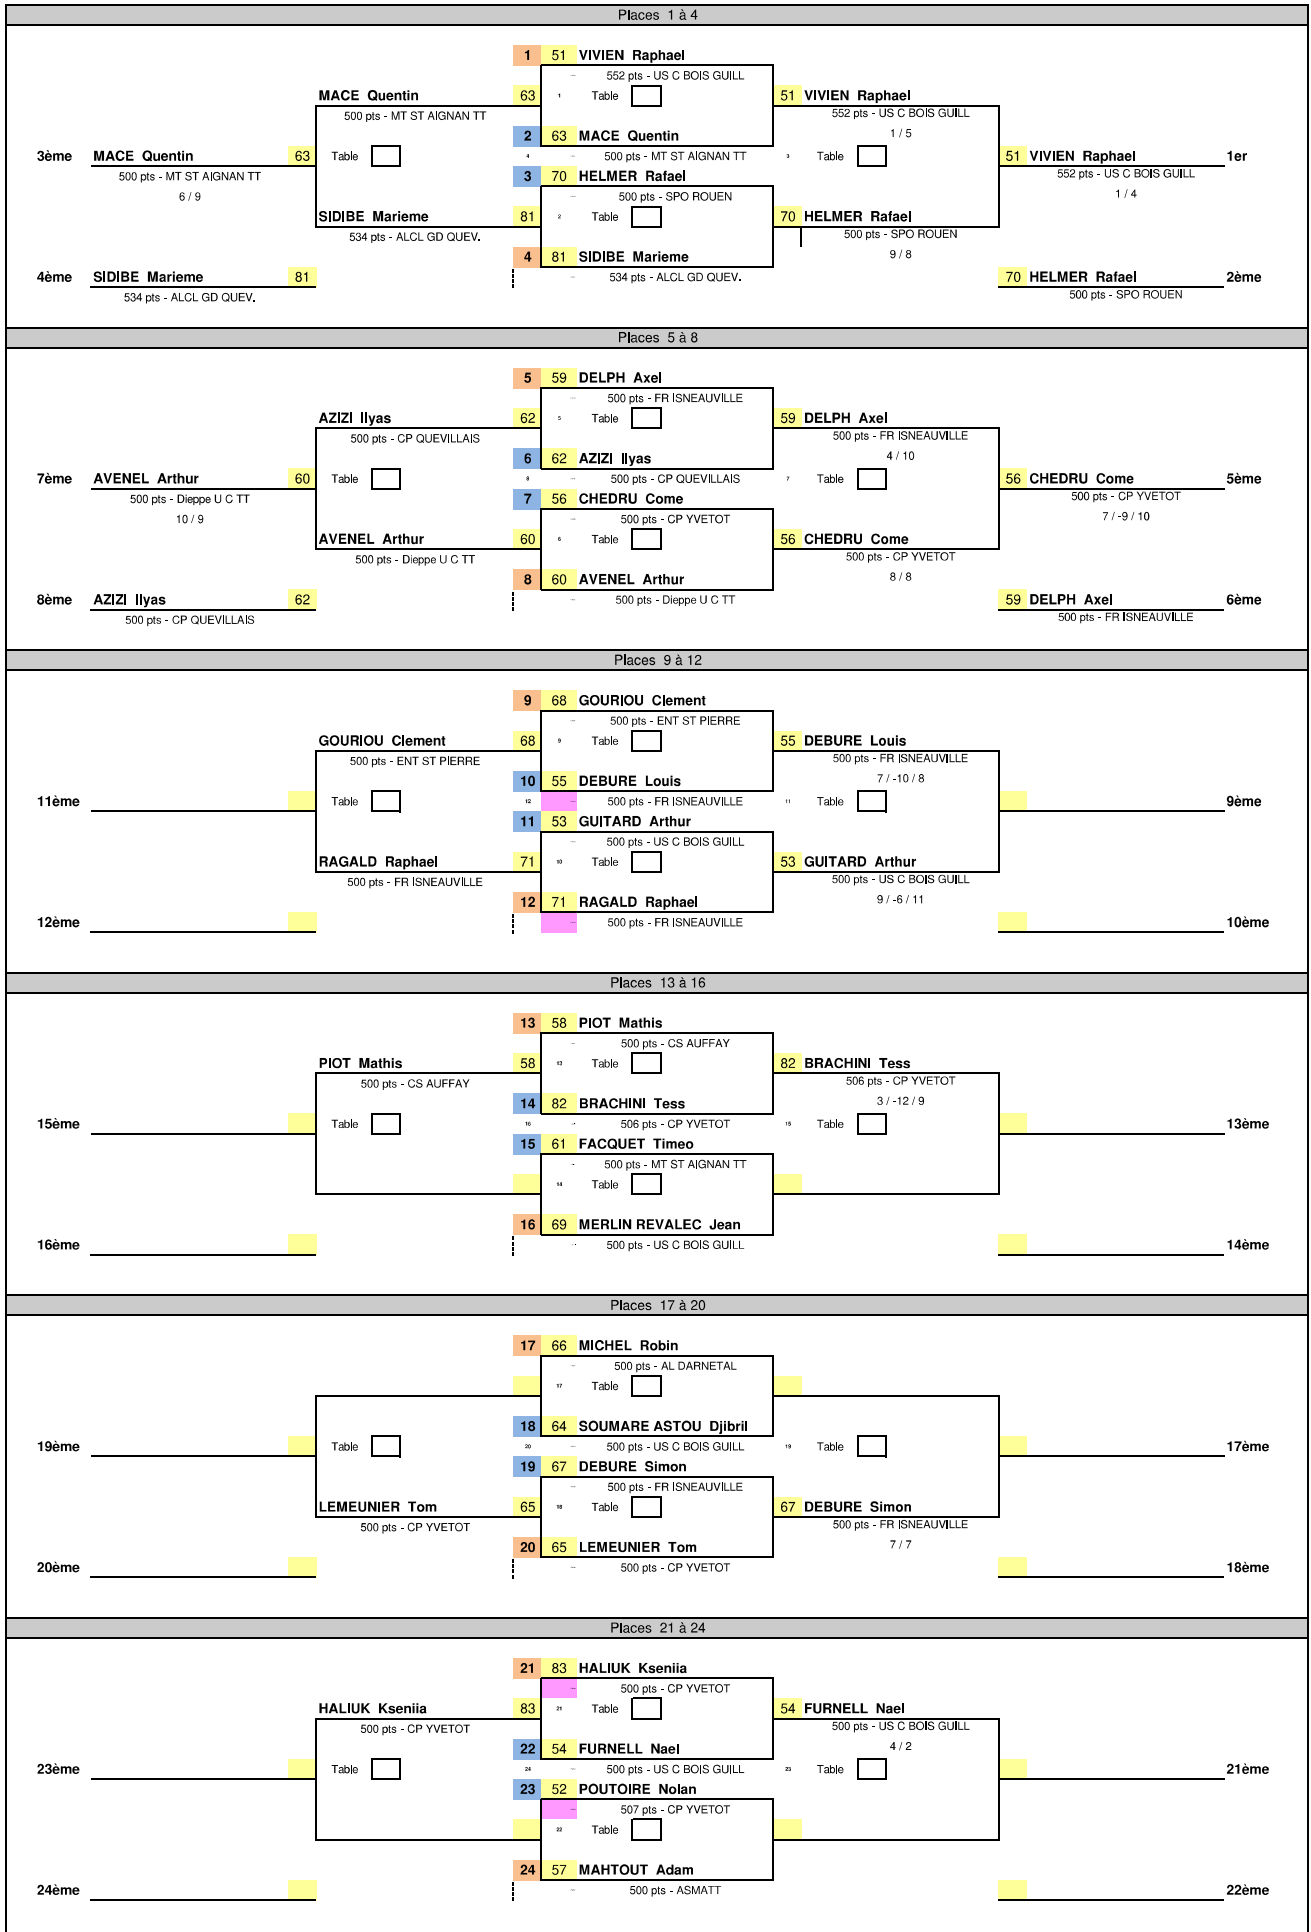 Places 1 à 4
1 51 VIVIEN Raphael
552 pts - US C BOIS GUILL
MACE Quentin 63 1 Table 51 VIVIEN Raphael
500 pts - MT ST AIGNAN TT 552 pts - US C BOIS GUILL
2 63 MACE Quentin 1 / 5
3ème MACE Quentin 63 Table 4 500 pts - MT ST AIGNAN TT 3 Table 51 VIVIEN Raphael 1er
500 pts - MT ST AIGNAN TT 3 70 HELMER Rafael 552 pts - US C BOIS GUILL
6 / 9 500 pts - SPO ROUEN 1 / 4
SIDIBE Marieme 81 2 Table 70 HELMER Rafael
534 pts - ALCL GD QUEV. 500 pts - SPO ROUEN
4 81 SIDIBE Marieme 9 / 8
4ème SIDIBE Marieme 81 534 pts - ALCL GD QUEV. 70 HELMER Rafael 2ème
534 pts - ALCL GD QUEV. 500 pts - SPO ROUEN
Places 5 à 8
5 59 DELPH Axel
500 pts - FR ISNEAUVILLE
AZIZI Ilyas 62 5 Table 59 DELPH Axel
500 pts - CP QUEVILLAIS 500 pts - FR ISNEAUVILLE
6 62 AZIZI Ilyas 4 / 10
7ème AVENEL Arthur 60 Table 8 500 pts - CP QUEVILLAIS 7 Table 56 CHEDRU Come 5ème
500 pts - Dieppe U C TT 7 56 CHEDRU Come 500 pts - CP YVETOT
10 / 9 500 pts - CP YVETOT 7 / -9 / 10
AVENEL Arthur 60 6 Table 56 CHEDRU Come
500 pts - Dieppe U C TT 500 pts - CP YVETOT
8 60 AVENEL Arthur 8 / 8
8ème AZIZI Ilyas 62 500 pts - Dieppe U C TT 59 DELPH Axel 6ème
500 pts - CP QUEVILLAIS 500 pts - FR ISNEAUVILLE
Places 9 à 12
9 68 GOURIOU Clement
500 pts - ENT ST PIERRE
GOURIOU Clement 68 9 Table 55 DEBURE Louis
500 pts - ENT ST PIERRE 500 pts - FR ISNEAUVILLE
10 55 DEBURE Louis 7 / -10 / 8
11ème Table 12 500 pts - FR ISNEAUVILLE 11 Table 9ème
11 53 GUITARD Arthur
500 pts - US C BOIS GUILL
RAGALD Raphael 71 10 Table 53 GUITARD Arthur
500 pts - FR ISNEAUVILLE 500 pts - US C BOIS GUILL
12 71 RAGALD Raphael 9 / -6 / 11
12ème 500 pts - FR ISNEAUVILLE 10ème
Places 13 à 16
13 58 PIOT Mathis
500 pts - CS AUFFAY
PIOT Mathis 58 13 Table 82 BRACHINI Tess
500 pts - CS AUFFAY 506 pts - CP YVETOT
14 82 BRACHINI Tess 3 / -12 / 9
15ème Table 16 506 pts - CP YVETOT 15 Table 13ème
15 61 FACQUET Timeo
500 pts - MT ST AIGNAN TT
14 Table
16 69 MERLIN REVALEC Jean
16ème 500 pts - US C BOIS GUILL 14ème
Places 17 à 20
17 66 MICHEL Robin
500 pts - AL DARNETAL
17 Table
18 64 SOUMARE ASTOU Djibril
19ème Table 20 500 pts - US C BOIS GUILL 19 Table 17ème
19 67 DEBURE Simon
500 pts - FR ISNEAUVILLE
LEMEUNIER Tom 65 18 Table 67 DEBURE Simon
500 pts - CP YVETOT 500 pts - FR ISNEAUVILLE
20 65 LEMEUNIER Tom 7 / 7
20ème 500 pts - CP YVETOT 18ème
Places 21 à 24
21 83 HALIUK Kseniia
500 pts - CP YVETOT
HALIUK Kseniia 83 21 Table 54 FURNELL Nael
500 pts - CP YVETOT 500 pts - US C BOIS GUILL
22 54 FURNELL Nael 4 / 2
23ème Table 24 500 pts - US C BOIS GUILL 23 Table 21ème
23 52 POUTOIRE Nolan
507 pts - CP YVETOT
22 Table
24 57 MAHTOUT Adam
24ème 500 pts - ASMATT 22ème